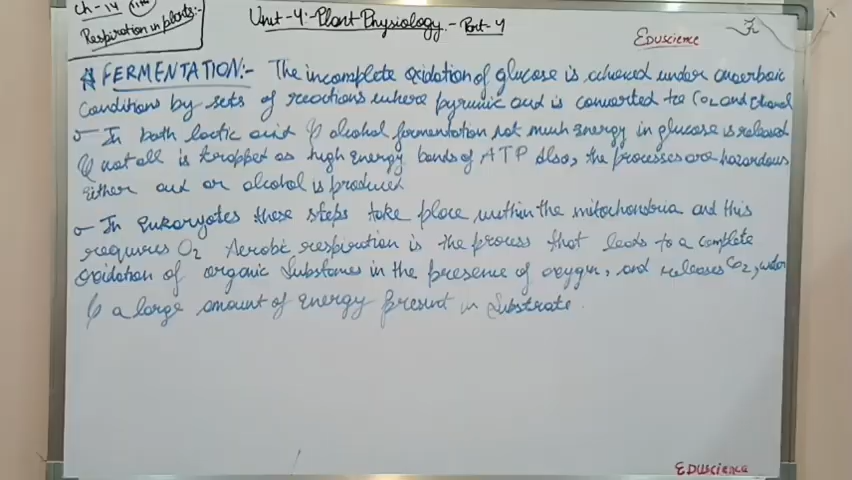 Ch-14 11th
Respiration in plants:-
Unit-4:-Plant Physiology.- Part-4
EDUSCIENCE
FERMENTATION:- The incomplete oxidation of glucose is achieved under anaerobic
Conditions by sets of reactions where pyruvic acid is converted to CO2 and Ethanol
In both lactic acid & alcohol fermentation not much energy in glucose is released
& not all is trapped as high energy bonds of ATP Also, the processes are hazardous
Either acid or alcohol is produced
In Eukaryotes these steps take place within the mitochondria and this
requires O2 Aerobic respiration is the process that leads to a complete
Oxidation of organic Substances in the presence of oxygen, and releases CO2, water
& a large amount of Energy Present in Substrate.
EDUSCIENCE